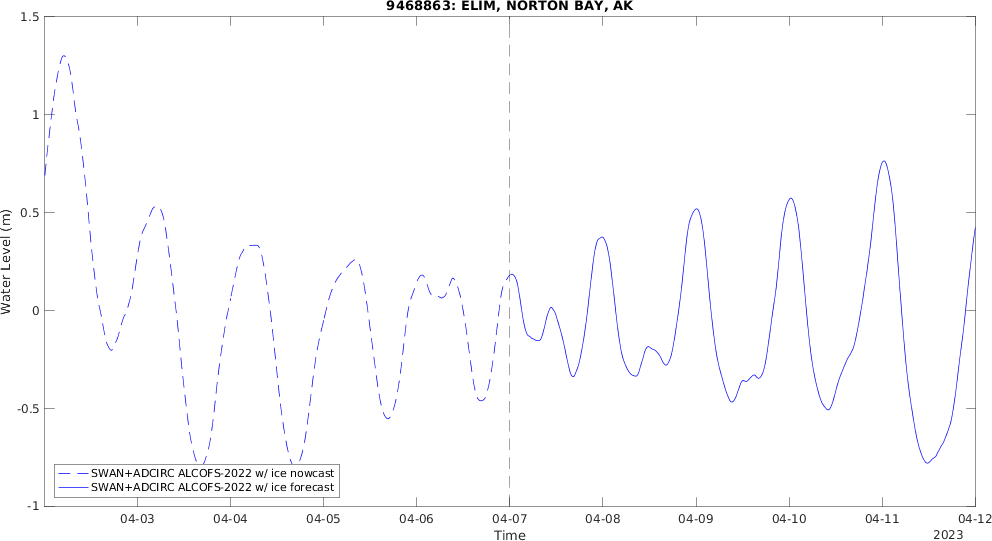 9468863: ELIM, NORTON BAY, AK
1.5
1
0.5
0
-0.5
-1
Water Level (m)
SWAN+ADCIRC ALCOFS-2022 w/ ice nowcast
SWAN+ADCIRC ALCOFS-2022 w/ ice forecast
04-03 04-04 04-05 04-06 04-07 04-08 04-09 04-10 04-11 04-12
Time
2023